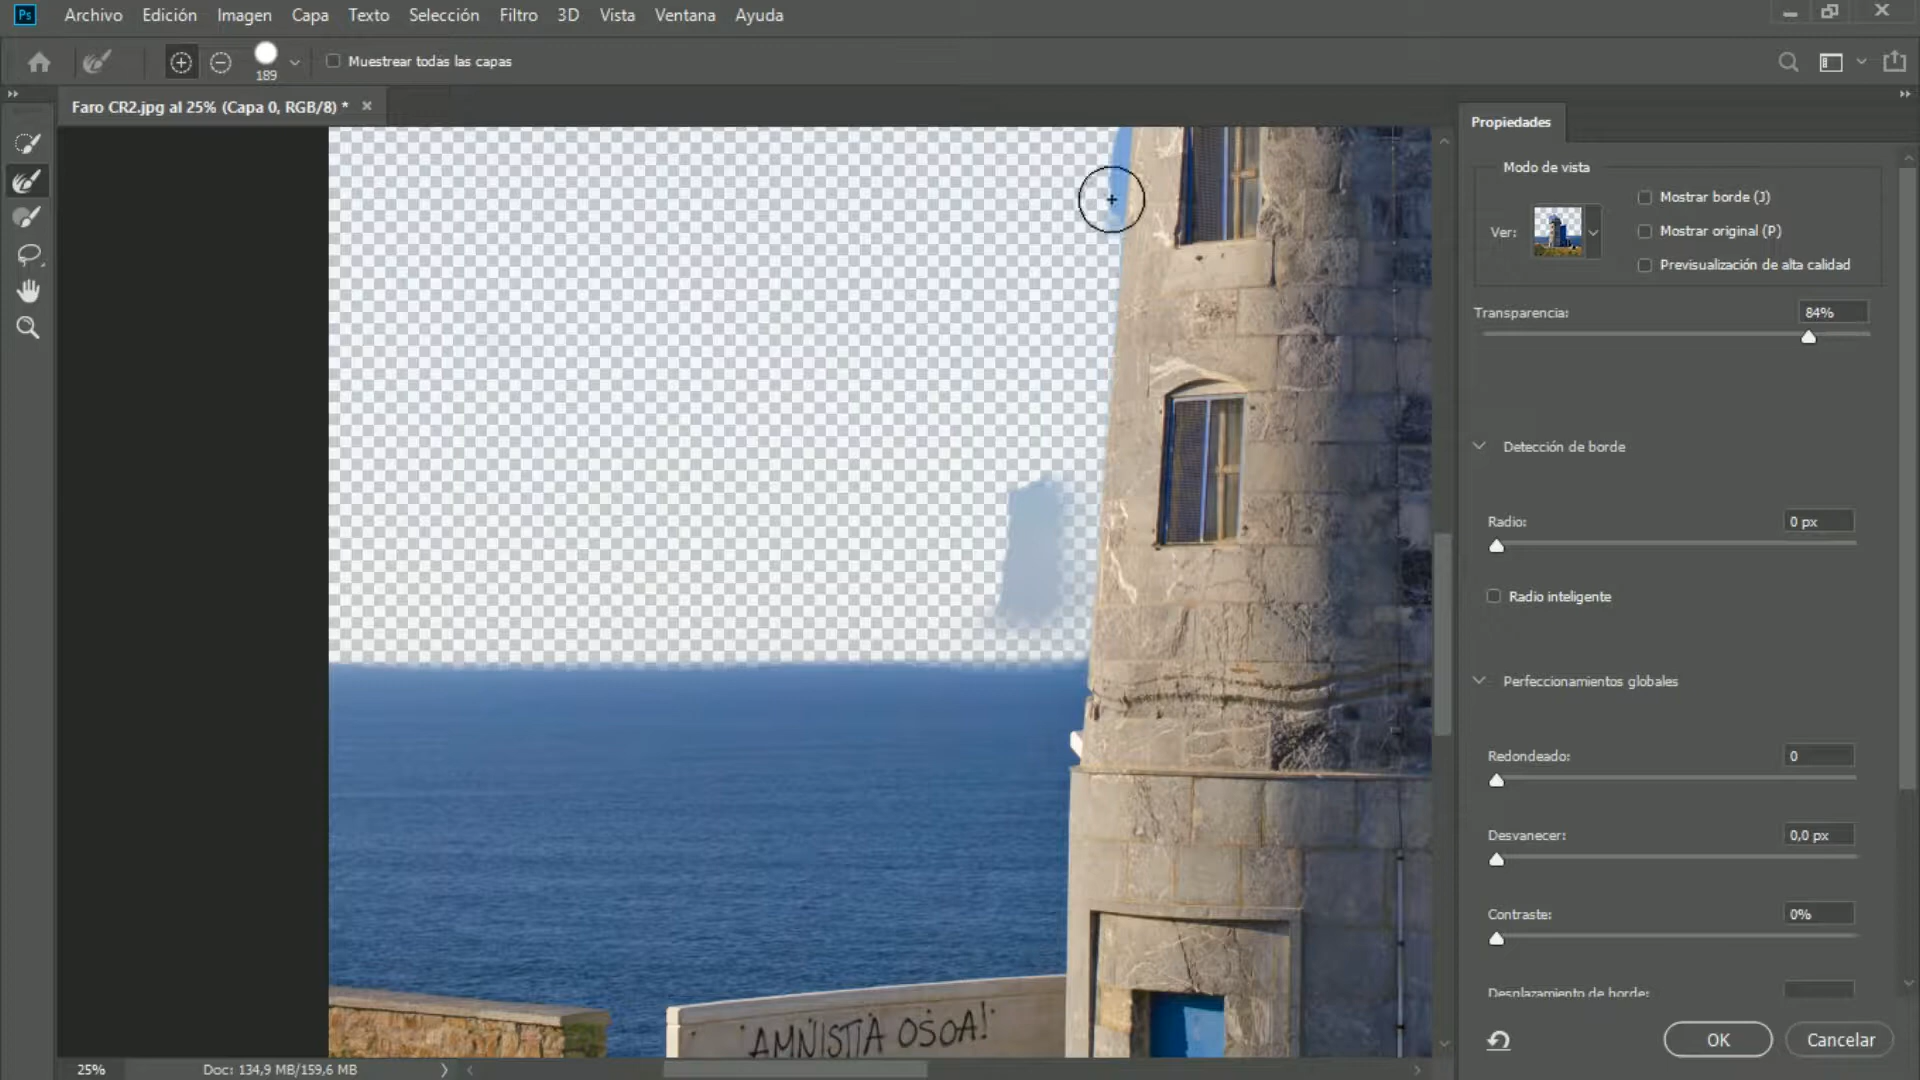 Ps Archivo Edición Imagen Capa Texto Selección Filtro 3D Vista Ventana Ayuda
189 Muestrear todas las capas
Faro CR2.jpg al 25% (Capa 0, RGB/8) *
Propiedades
Modo de vista
Mostrar borde (J)
Ver: Mostrar original (P)
Previsualización de alta calidad
Transparencia: 84%
Detección de borde
Radio: 0 px
Radio inteligente
Perfeccionamientos globales
Redondeado: 0
Desvanecer: 0,0 px
Contraste: 0%
Desplazamiento de borde:
AMNISTIA OSOA!
OK Cancelar
25% Doc: 134,9 MB/159,6 MB